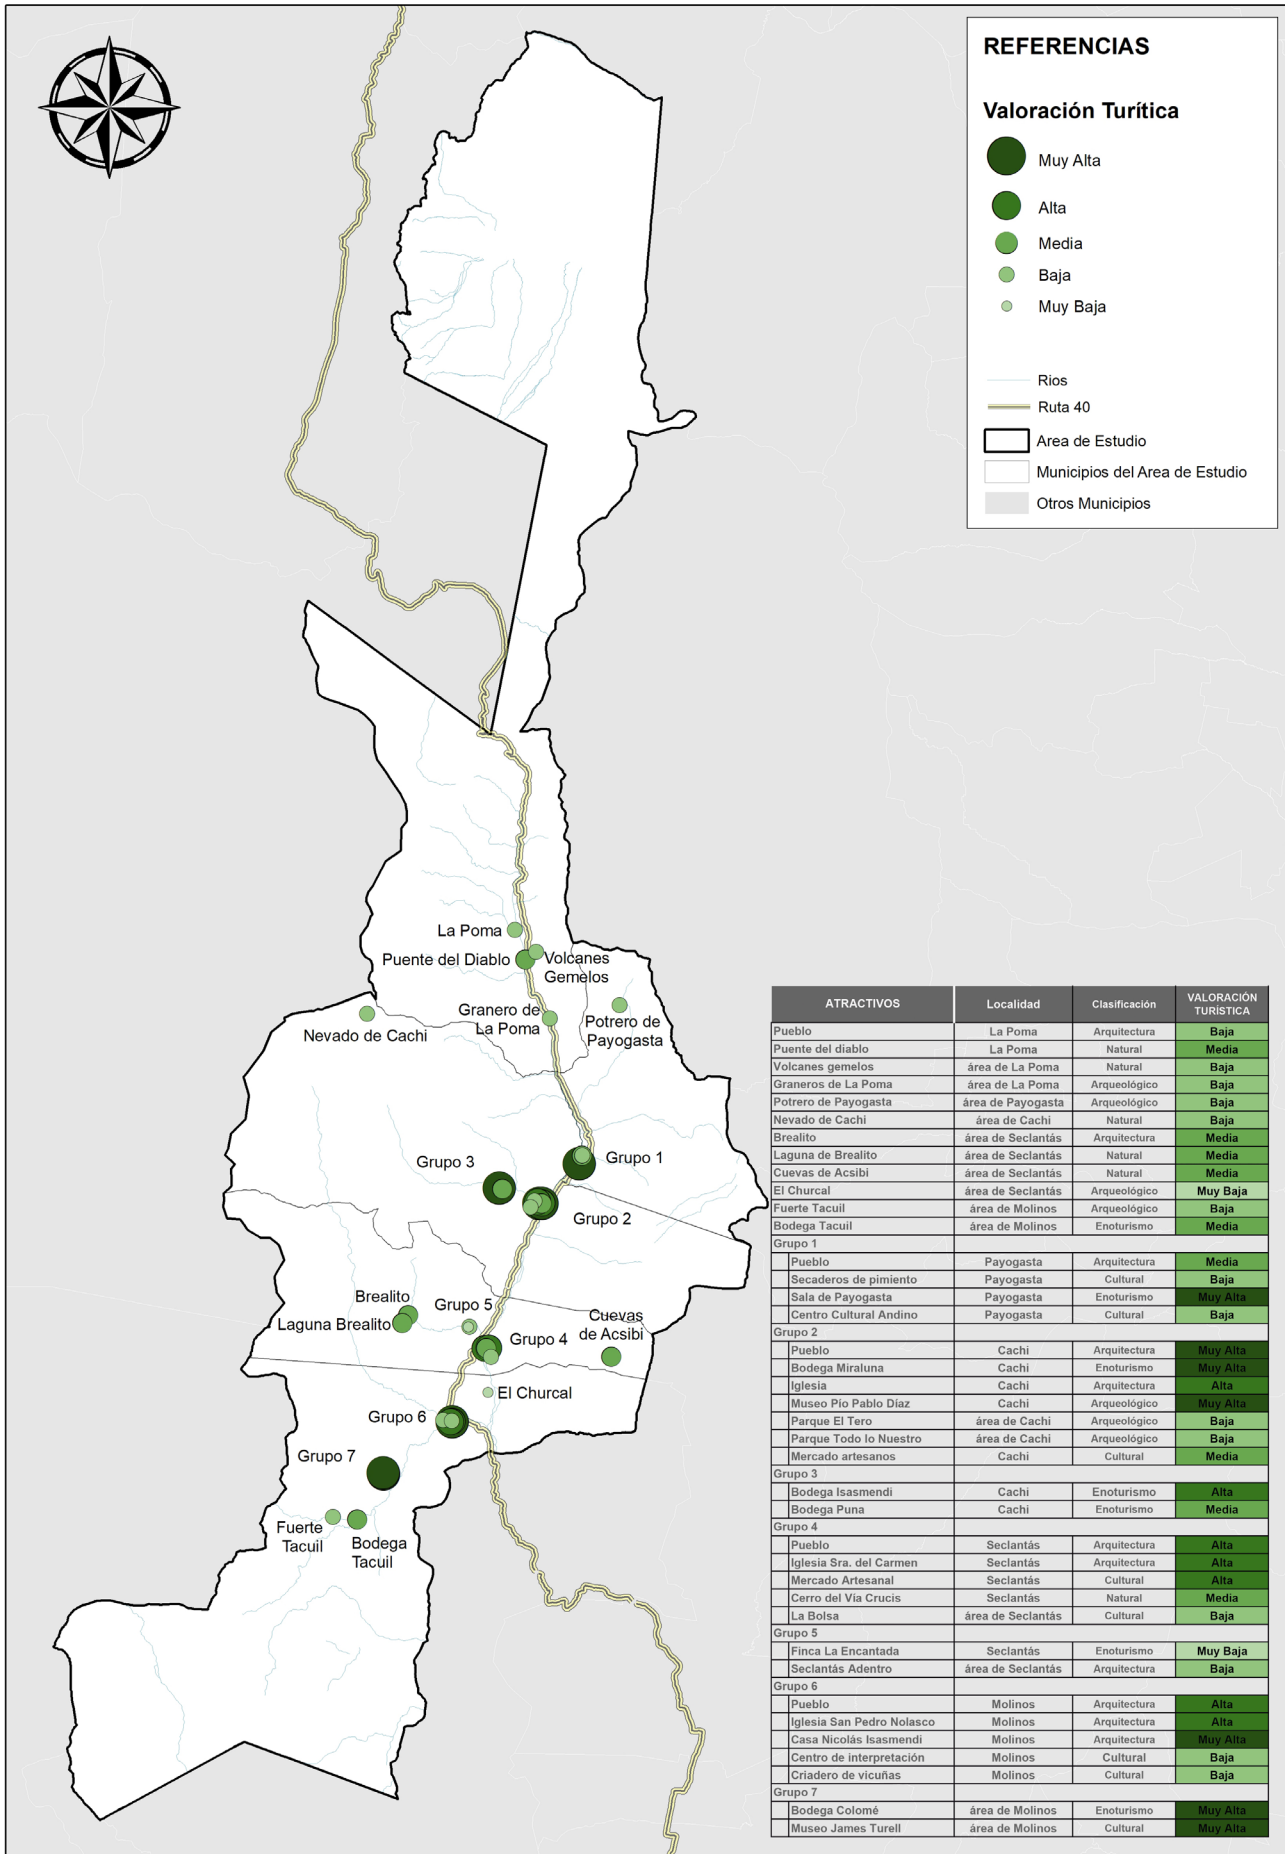 REFERENCIAS
Valoración Turítica
Muy Alta
Alta
Media
Baja
Muy Baja
Rios
Ruta 40
Area de Estudio
Municipios del Area de Estudio
Otros Municipios
La Poma
Puente del Diablo
Volcanes
Gemelos
Granero de
La Poma
Potrero de
Payogasta
Nevado de Cachi
Grupo 3
Grupo 1
Grupo 2
Brealito
Laguna Brealito
Grupo 5
Grupo 4
Cuevas
de Acsibi
El Churcal
Grupo 6
Grupo 7
Fuerte
Tacuil
Bodega
Tacuil
ATRACTIVOS Localidad Clasificación VALORACIÓN TURÍSTICA
Pueblo La Poma Arquitectura Baja
Puente del diablo La Poma Natural Media
Volcanes gemelos área de La Poma Natural Baja
Graneros de La Poma área de La Poma Arqueológico Baja
Potrero de Payogasta área de Payogasta Arqueológico Baja
Nevado de Cachi área de Cachi Natural Baja
Brealito área de Seclantás Arquitectura Media
Laguna de Brealito área de Seclantás Natural Media
Cuevas de Acsibi área de Seclantás Natural Media
El Churcal área de Seclantás Arqueológico Muy Baja
Fuerte Tacuil área de Molinos Arqueológico Baja
Bodega Tacuil área de Molinos Enoturismo Media
Grupo 1
Pueblo Payogasta Arquitectura Media
Secaderos de pimiento Payogasta Cultural Baja
Sala de Payogasta Payogasta Enoturismo Muy Alta
Centro Cultural Andino Payogasta Cultural Baja
Grupo 2
Pueblo Cachi Arquitectura Muy Alta
Bodega Miraluna Cachi Enoturismo Muy Alta
Iglesia Cachi Arquitectura Alta
Museo Pío Pablo Díaz Cachi Arqueológico Muy Alta
Parque El Tero área de Cachi Arqueológico Baja
Parque Todo lo Nuestro área de Cachi Arqueológico Baja
Mercado artesanos Cachi Cultural Media
Grupo 3
Bodega Isasmendi Cachi Enoturismo Alta
Bodega Puna Cachi Enoturismo Media
Grupo 4
Pueblo Seclantás Arquitectura Alta
Iglesia Sra. del Carmen Seclantás Arquitectura Alta
Mercado Artesanal Seclantás Cultural Alta
Cerro del Vía Crucis Seclantás Natural Media
La Bolsa área de Seclantás Cultural Baja
Grupo 5
Finca La Encantada Seclantás Enoturismo Muy Baja
Seclantás Adentro área de Seclantás Arquitectura Baja
Grupo 6
Pueblo Molinos Arquitectura Alta
Iglesia San Pedro Nolasco Molinos Arquitectura Alta
Casa Nicolás Isasmendi Molinos Arquitectura Muy Alta
Centro de interpretación Molinos Cultural Baja
Criadero de vicuñas Molinos Cultural Baja
Grupo 7
Bodega Colomé área de Molinos Enoturismo Muy Alta
Museo James Turell área de Molinos Cultural Muy Alta